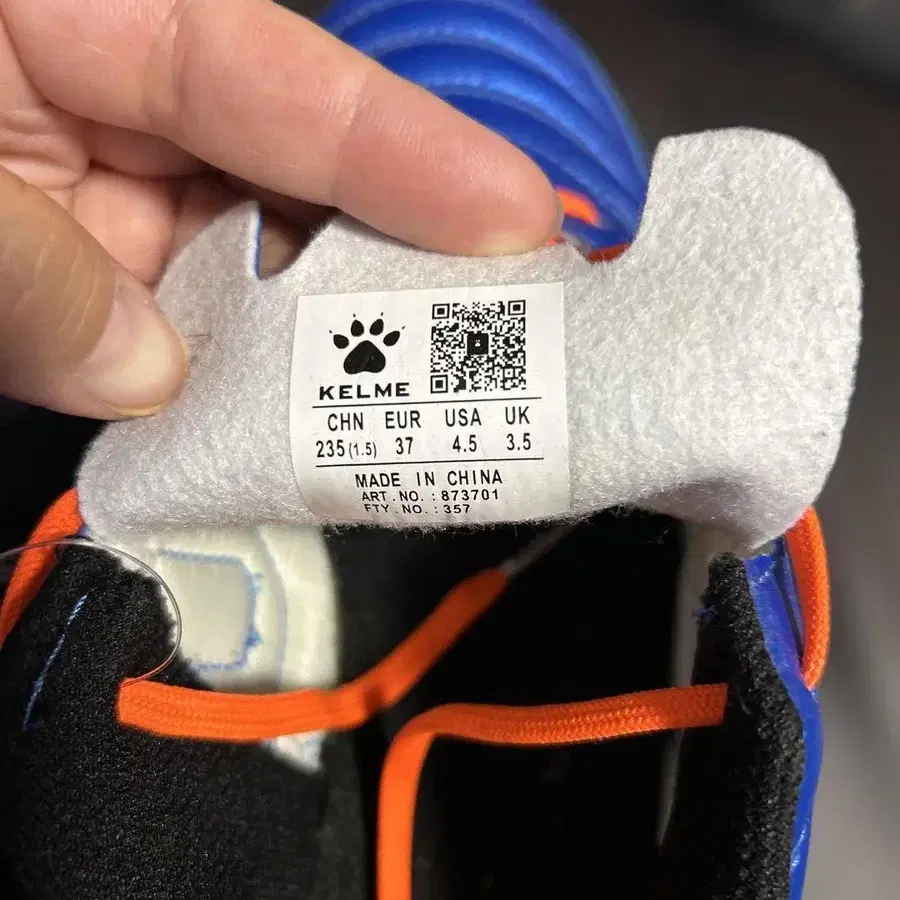 KELME
CHN EUR USA UK
235(1.5) 37 4.5 3.5
MADE IN CHINA
ART.NO.:873701
FTY.NO.:357